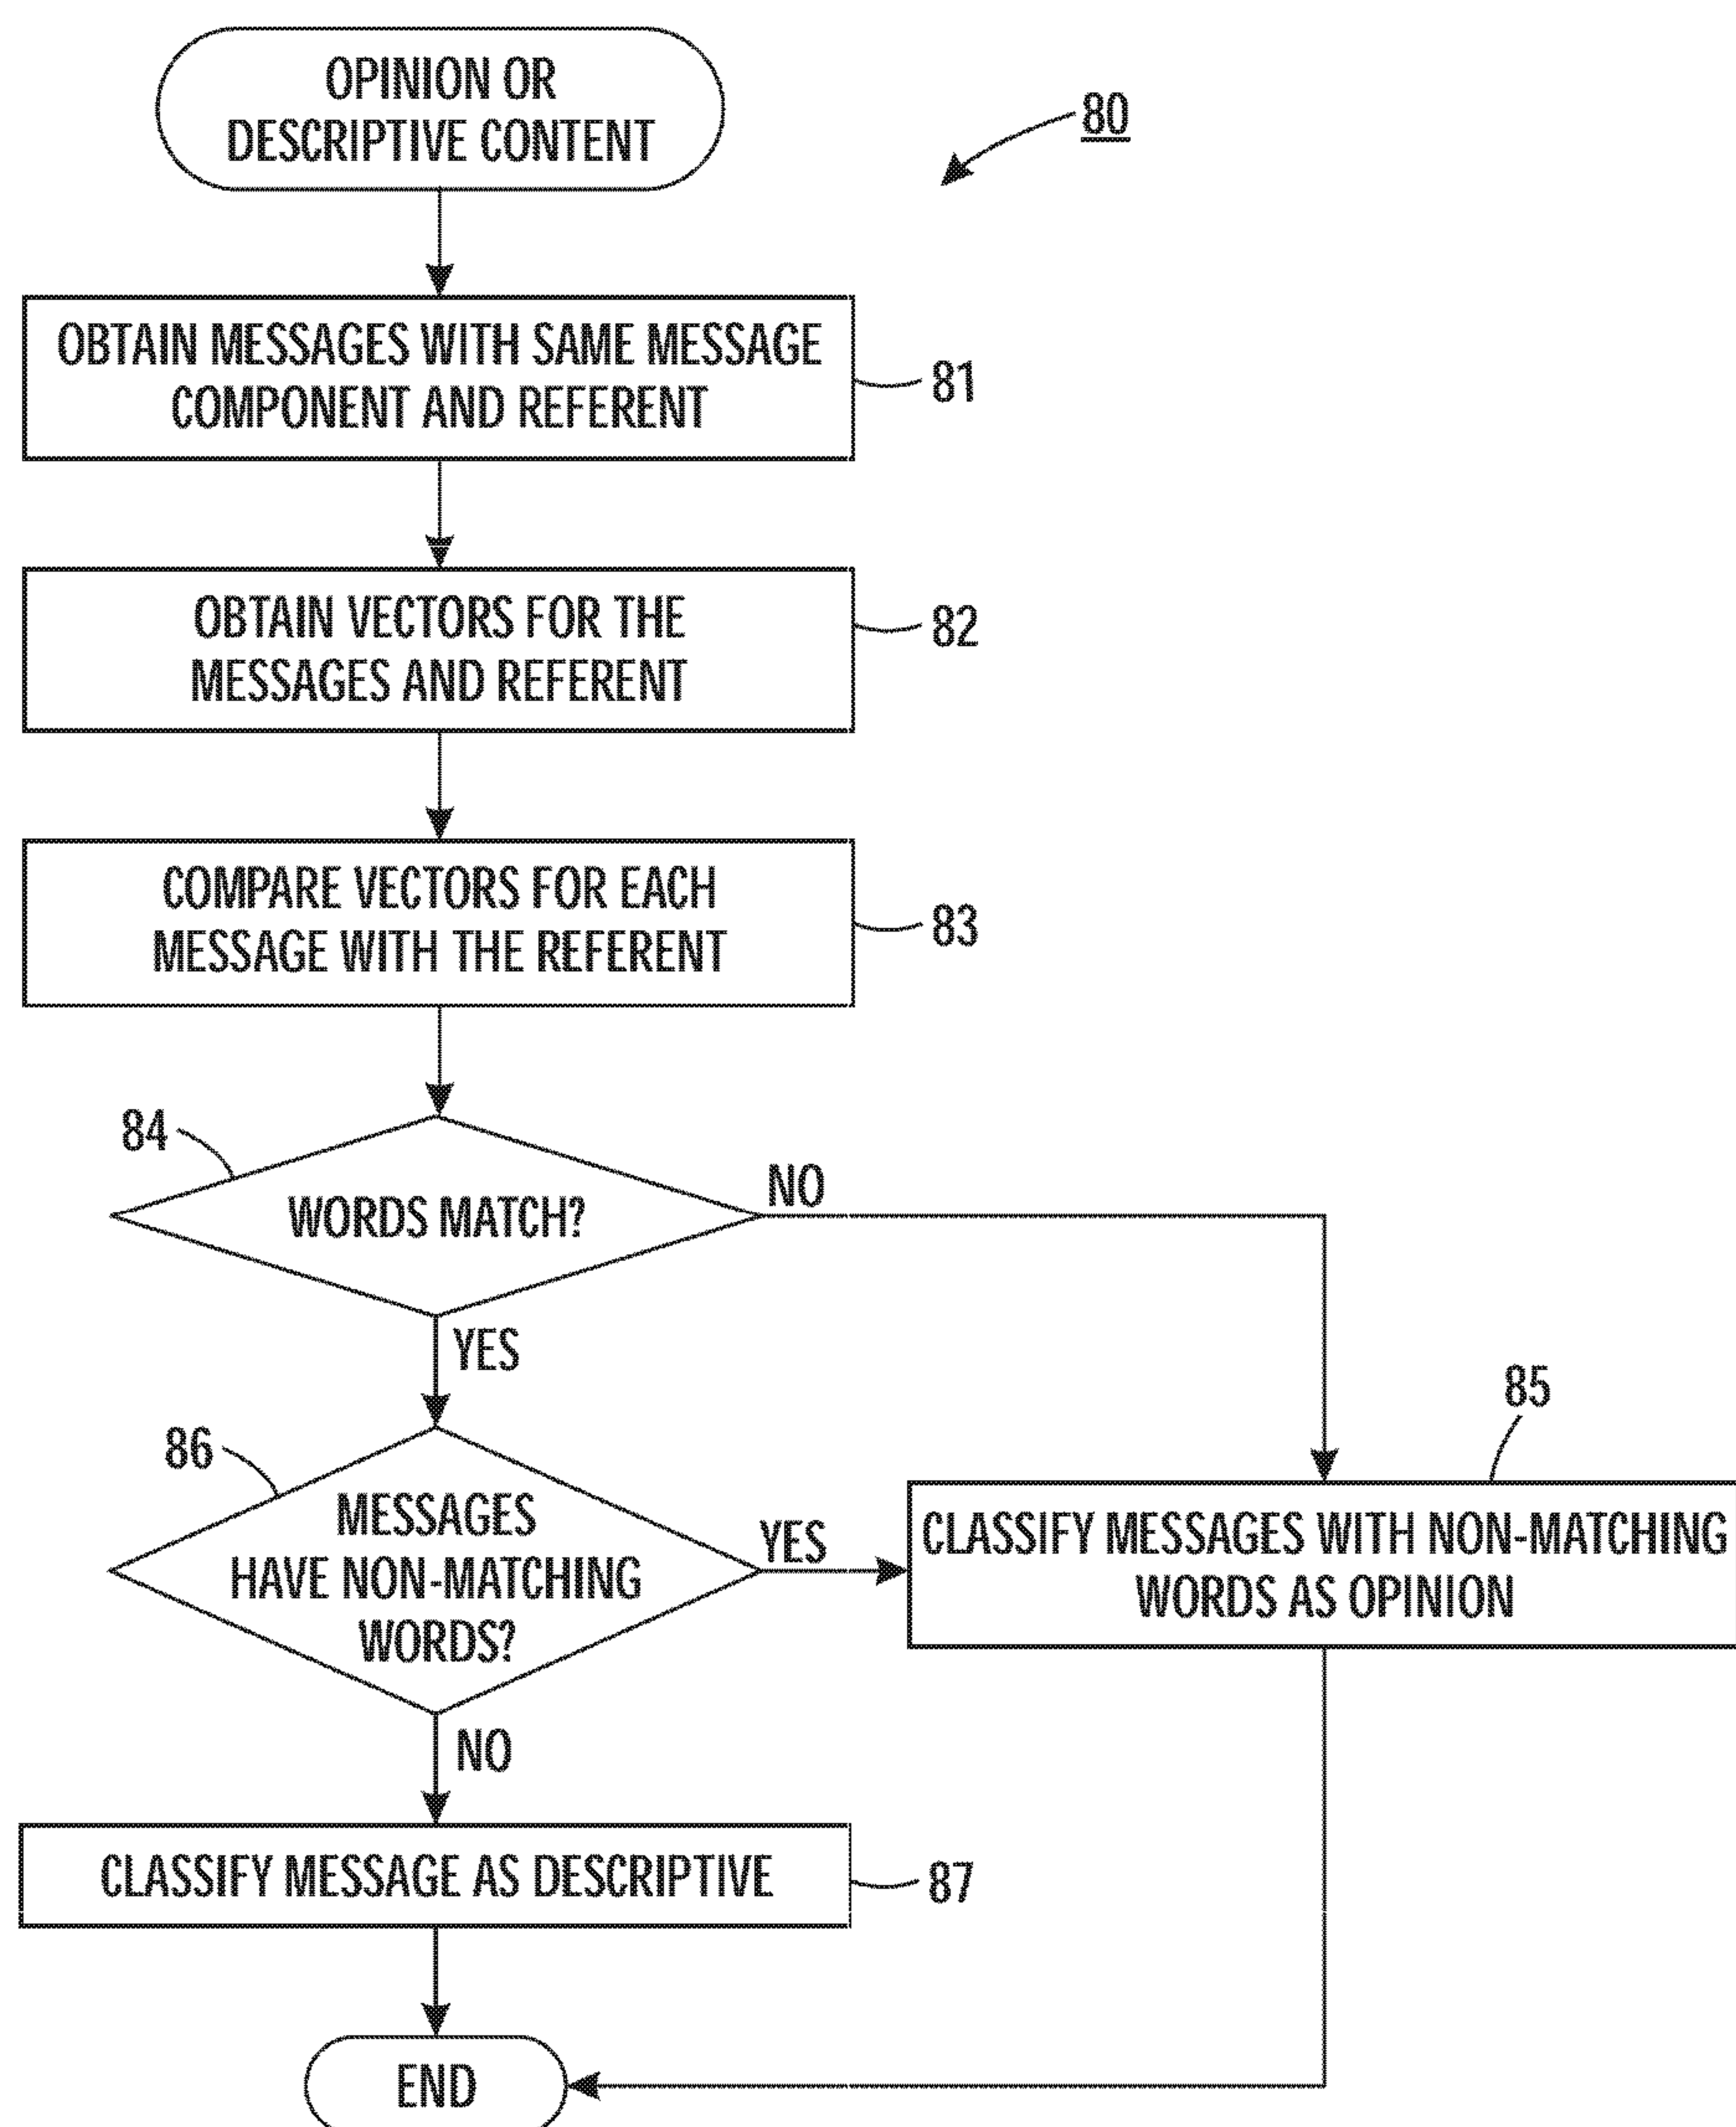 OPINION OR
DESCRIPTIVE CONTENT
80
OBTAIN MESSAGES WITH SAME MESSAGE
COMPONENT AND REFERENT
81
OBTAIN VECTORS FOR THE
MESSAGES AND REFERENT
82
COMPARE VECTORS FOR EACH
MESSAGE WITH THE REFERENT
83
84
WORDS MATCH?
NO
YES
85
86
MESSAGES
HAVE NON-MATCHING
WORDS?
YES
CLASSIFY MESSAGES WITH NON-MATCHING
WORDS AS OPINION
NO
CLASSIFY MESSAGE AS DESCRIPTIVE
87
END